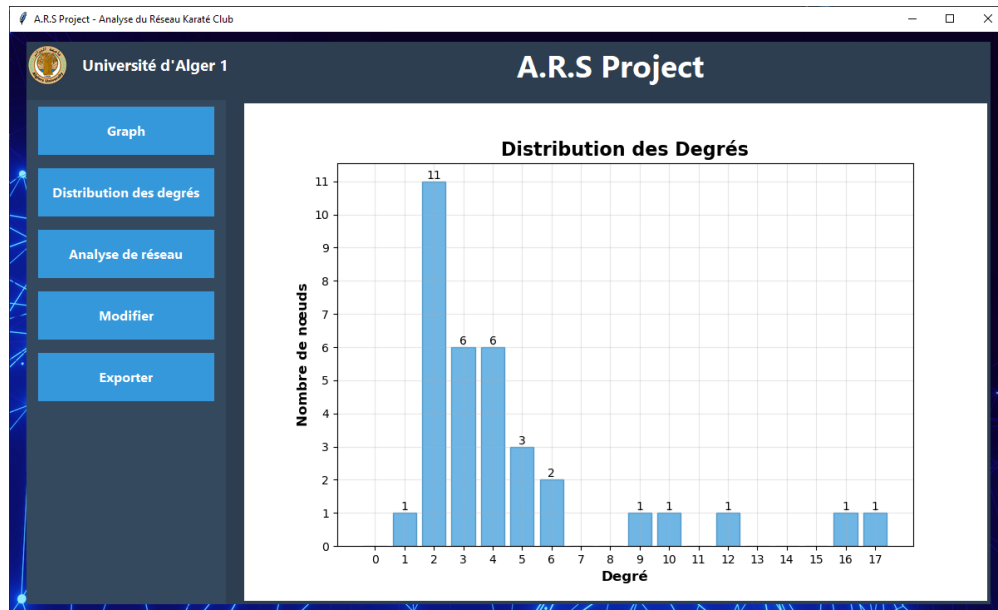 A.R.S Project - Analyse du Réseau Karaté Club
Université d'Alger 1
A.R.S Project
Graph
Distribution des degrés
Analyse de réseau
Modifier
Exporter
Distribution des Degrés
Nombre de nœuds
11
10
9
8
7
6
5
4
3
2
1
0
1
11
6
6
3
2
1
1
1
1
1
0 1 2 3 4 5 6 7 8 9 10 11 12 13 14 15 16 17
Degré